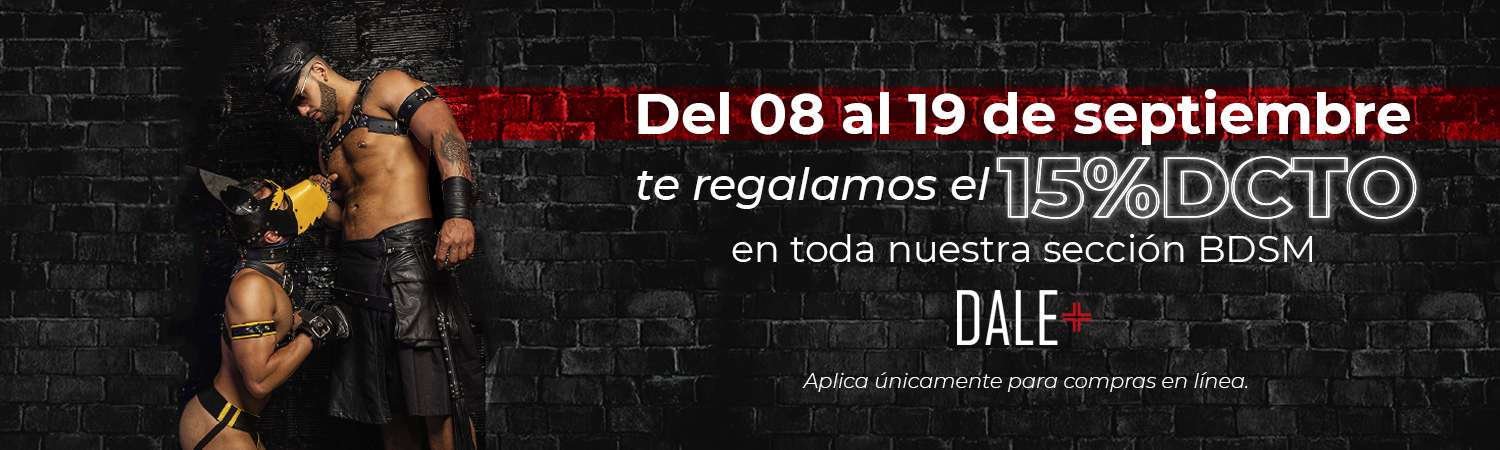 Del 08 al 19 de septiembre
te regalamos el 15%DCTO
en toda nuestra sección BDSM
DALE+
Aplica únicamente para compras en línea.